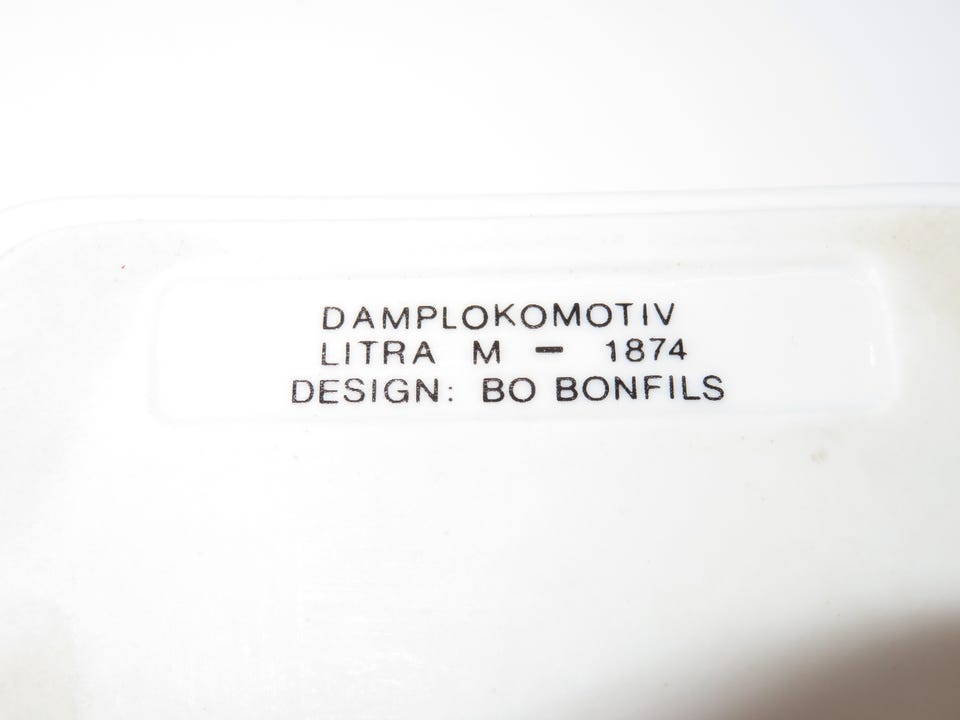 DAMPLOKOMOTIV
LITRA M - 1874
DESIGN: BO BONFILS